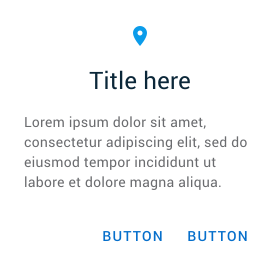 Title here
Lorem ipsum dolor sit amet,
consectetur adipiscing elit, sed do
eiusmod tempor incididunt ut
labore et dolore magna aliqua.
BUTTON BUTTON